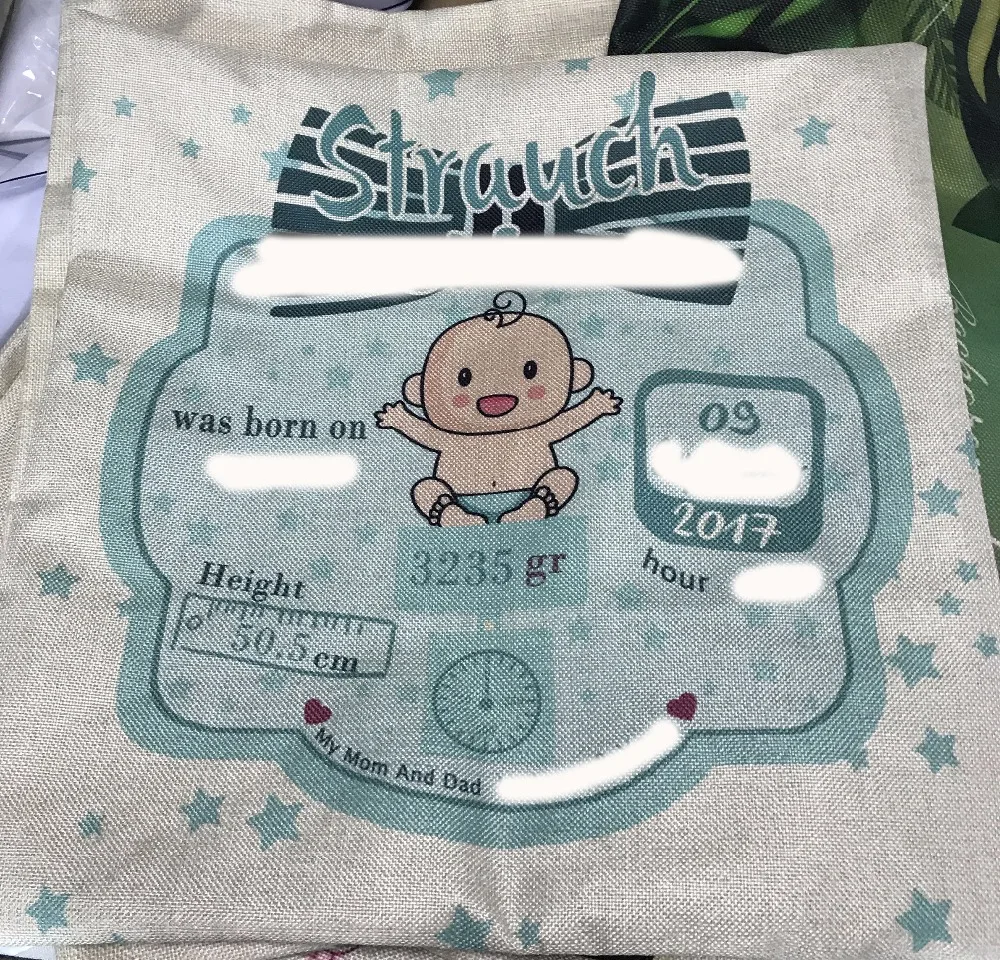 Strauch
was born on
09
2017
3235 gr
hour
Height
50.5 cm
My Mom And Dad